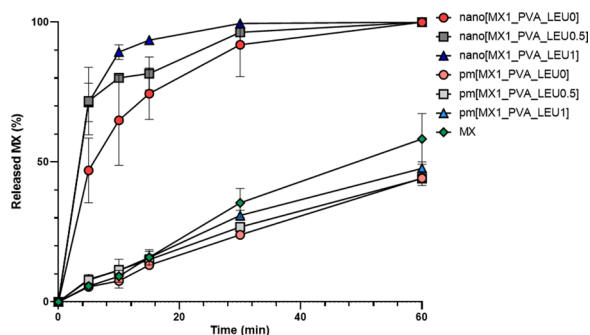 100
50
0
0
20
40
60
Released MX (%)
Time (min)
nano[MX1_PVA_LEU0]
nano[MX1_PVA_LEU0.5]
nano[MX1_PVA_LEU1]
pm[MX1_PVA_LEU0]
pm[MX1_PVA_LEU0.5]
pm[MX1_PVA_LEU1]
MX